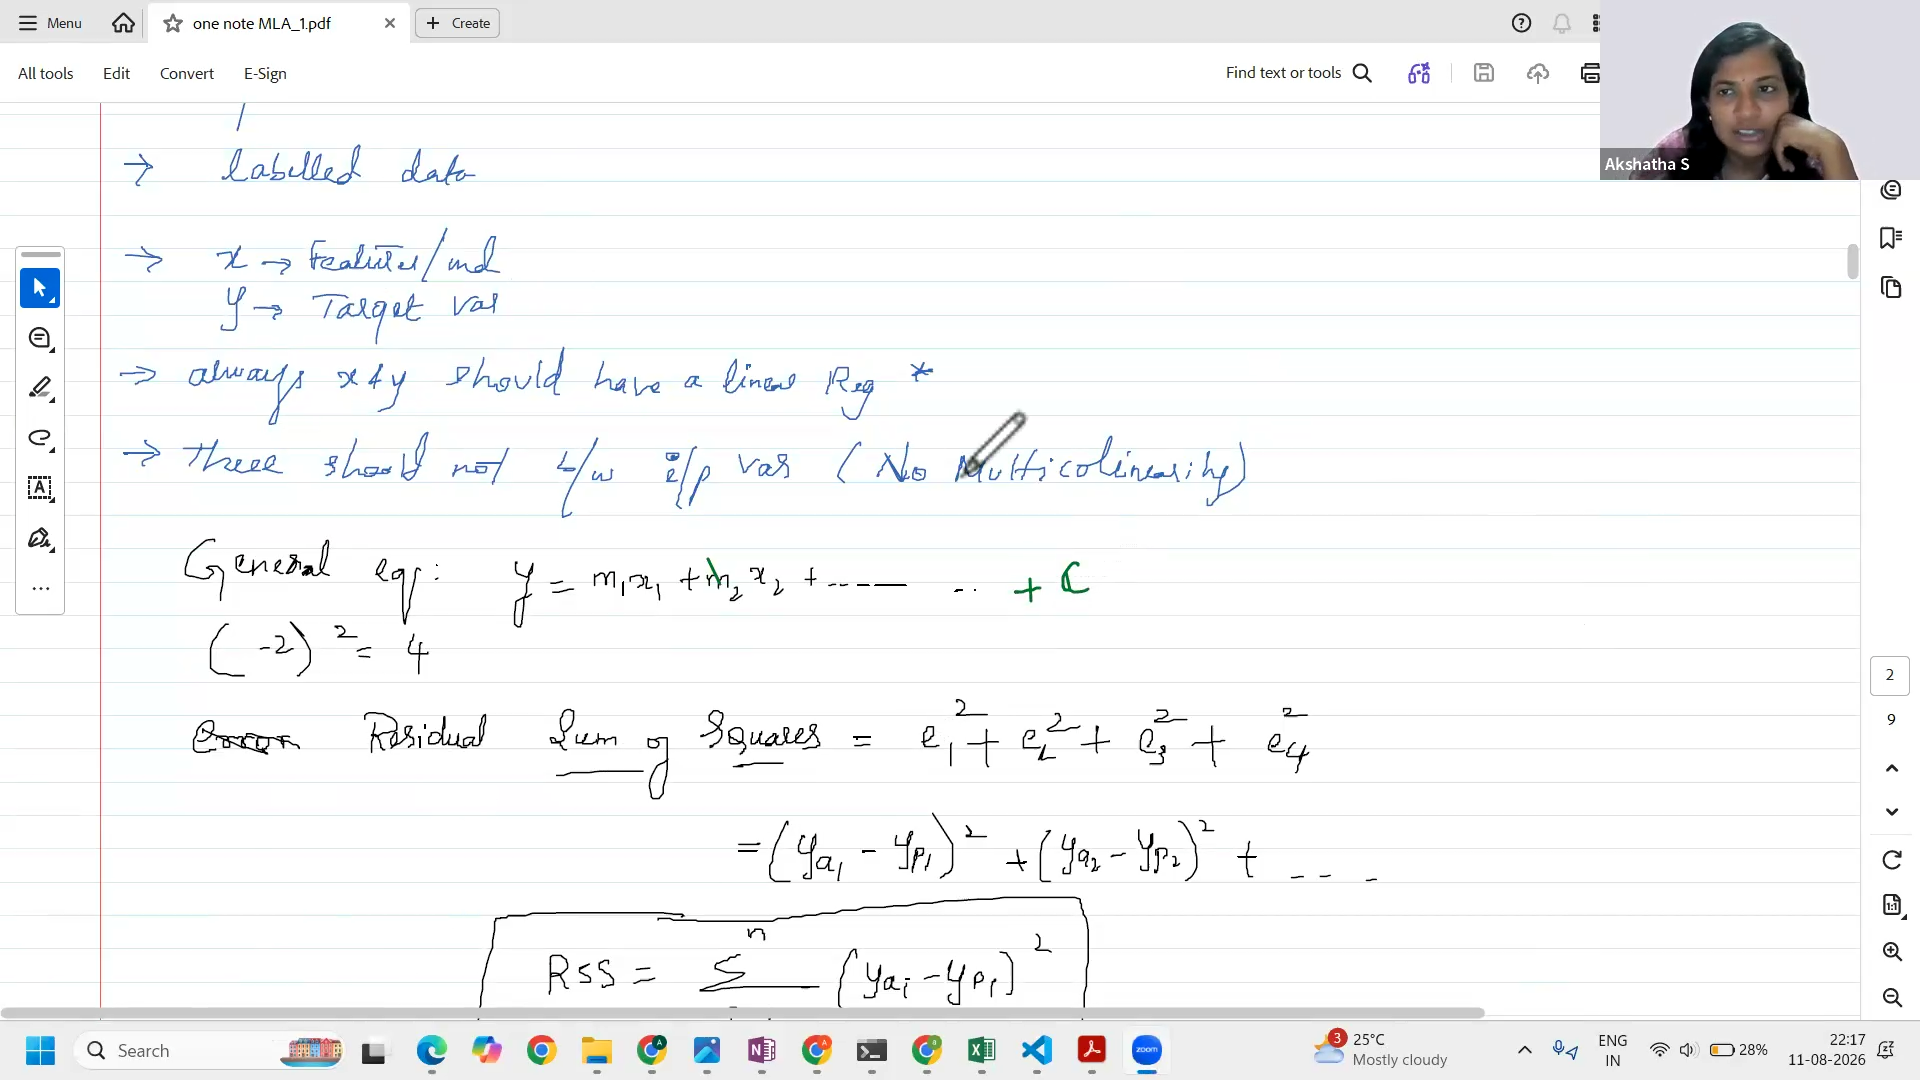 Menu
one note MLA_1.pdf
Create
All tools
Edit
Convert
E-Sign
Find text or tools
Akshatha S
→ labelled data
→ x → Features/ind
y → Target var
→ always x & y should have a linear Reg *
→ There should not b/w i/p var (No Multicolinearity)
General eq: y = m₁x₁ + m₂x₂ + ------ .. + C
(-2)² = 4
Residual Sum of Squares = e₁² + e₂² + e₃² + e₄²
= (ya₁ - yp₁)² + (ya₂ - yp₂)² + -- -
n
RSS = Σ (yaᵢ - ypᵢ)²
2
9
Search
zoom
3
25°C
Mostly cloudy
ENG
IN
28%
22:17
11-08-2026